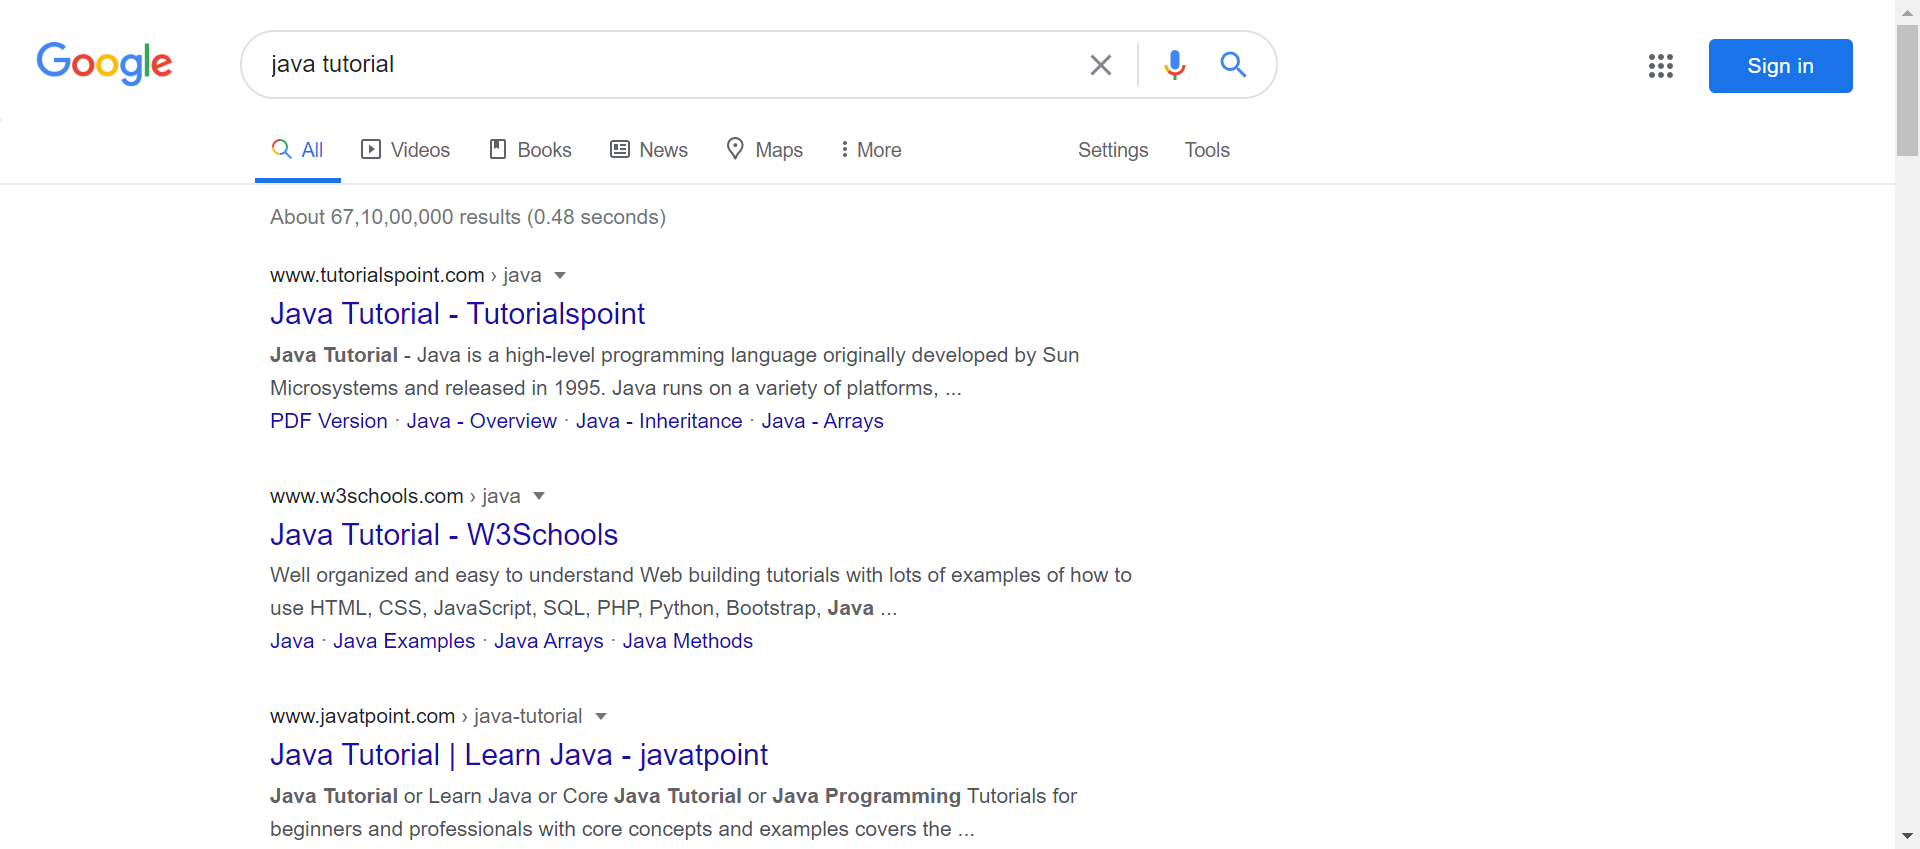 Google
java tutorial
Sign in
All Videos Books News Maps More Settings Tools
About 67,10,00,000 results (0.48 seconds)
www.tutorialspoint.com › java
Java Tutorial - Tutorialspoint
Java Tutorial - Java is a high-level programming language originally developed by Sun
Microsystems and released in 1995. Java runs on a variety of platforms, ...
PDF Version · Java - Overview · Java - Inheritance · Java - Arrays
www.w3schools.com › java
Java Tutorial - W3Schools
Well organized and easy to understand Web building tutorials with lots of examples of how to
use HTML, CSS, JavaScript, SQL, PHP, Python, Bootstrap, Java ...
Java · Java Examples · Java Arrays · Java Methods
www.javatpoint.com › java-tutorial
Java Tutorial | Learn Java - javatpoint
Java Tutorial or Learn Java or Core Java Tutorial or Java Programming Tutorials for
beginners and professionals with core concepts and examples covers the ...